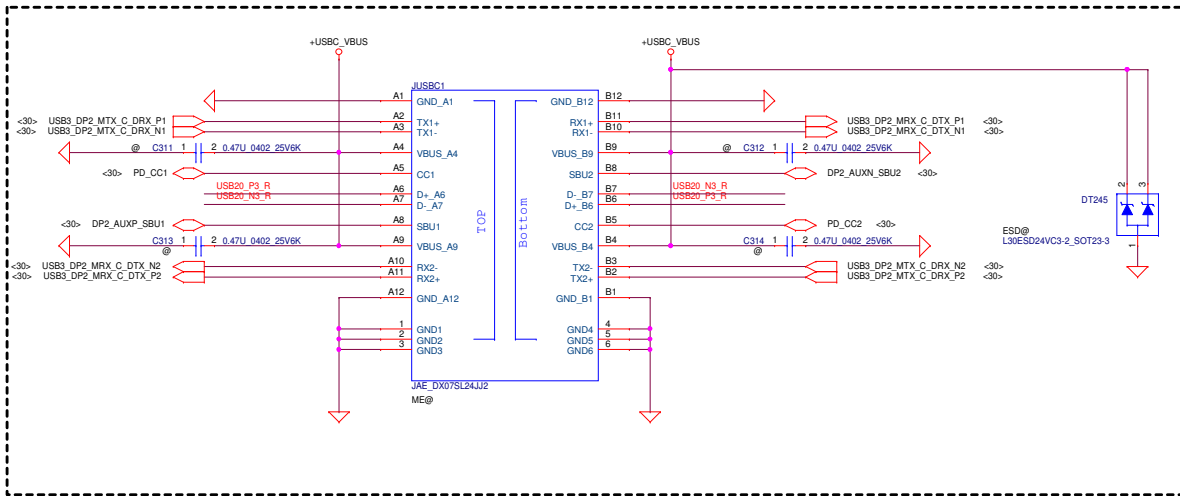 +USBC_VBUS
+USBC_VBUS
JUSBC1
A1 GND_A1 GND_B12 B12
<30> USB3_DP2_MTX_C_DRX_P1 A2 TX1+ RX1+ B11 USB3_DP2_MRX_C_DTX_P1 <30>
<30> USB3_DP2_MTX_C_DRX_N1 A3 TX1- RX1- B10 USB3_DP2_MRX_C_DTX_N1 <30>
@ C311 1 2 0.47U_0402_25V6K A4 VBUS_A4 VBUS_B9 B9 @ C312 1 2 0.47U_0402_25V6K
<30> PD_CC1 A5 CC1 SBU2 B8 DP2_AUXN_SBU2 <30>
USB20_P3_R A6 D+_A6 D-_B7 B7 USB20_N3_R
USB20_N3_R A7 D-_A7 D+_B6 B6 USB20_P3_R
<30> DP2_AUXP_SBU1 A8 SBU1 CC2 B5 PD_CC2 <30>
C313 1 2 0.47U_0402_25V6K A9 VBUS_A9 VBUS_B4 B4 C314 1 2 0.47U_0402_25V6K
@ @
<30> USB3_DP2_MRX_C_DTX_N2 A10 RX2- TX2- B3 USB3_DP2_MTX_C_DRX_N2 <30>
<30> USB3_DP2_MRX_C_DTX_P2 A11 RX2+ TX2+ B2 USB3_DP2_MTX_C_DRX_P2 <30>
A12 GND_A12 GND_B1 B1
1 GND1 GND4 4
2 GND2 GND5 5
3 GND3 GND6 6
TOP
Bottom
JAE_DX07SL24JJ2
ME@
2 3
DT245
1
ESD@
L30ESD24VC3-2_SOT23-3